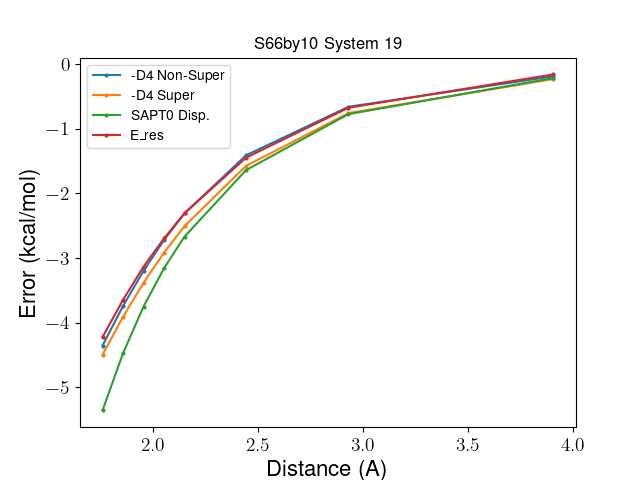 S66by10 System 19
-D4 Non-Super
-D4 Super
SAPT0 Disp.
E_res
0
−1
−2
−3
−4
−5
Error (kcal/mol)
2.0 2.5 3.0 3.5 4.0
Distance (A)